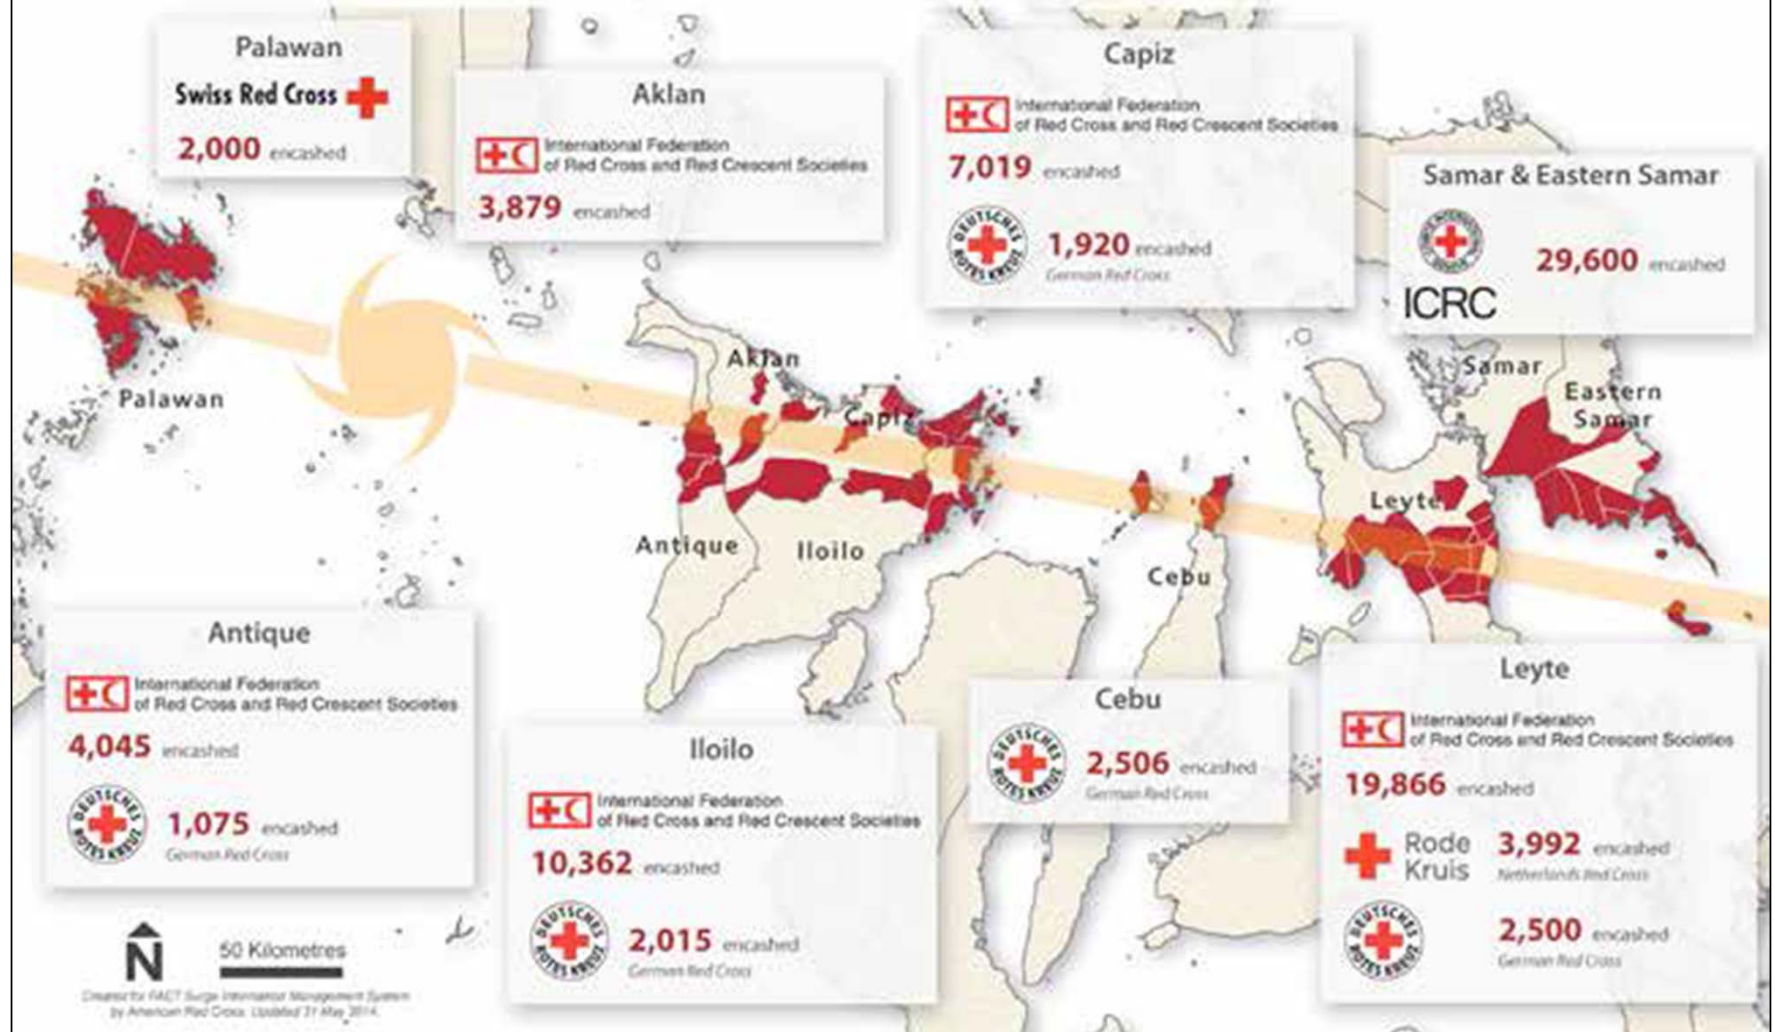 Palawan
Swiss Red Cross
2,000 encashed
Aklan
International Federation
of Red Cross and Red Crescent Societies
3,879 encashed
Capiz
International Federation
of Red Cross and Red Crescent Societies
7,019 encashed
DEUTSCHES ROTES KREUZ
1,920 encashed
German Red Cross
Samar & Eastern Samar
29,600 encashed
ICRC
Palawan
Aklan
Capiz
Samar
Eastern
Samar
Leyte
Antique
Iloilo
Cebu
Antique
International Federation
of Red Cross and Red Crescent Societies
4,045 encashed
DEUTSCHES ROTES KREUZ
1,075 encashed
German Red Cross
Iloilo
International Federation
of Red Cross and Red Crescent Societies
10,362 encashed
DEUTSCHES ROTES KREUZ
2,015 encashed
German Red Cross
Cebu
DEUTSCHES ROTES KREUZ
2,506 encashed
German Red Cross
Leyte
International Federation
of Red Cross and Red Crescent Societies
19,866 encashed
Rode
Kruis
3,992 encashed
Netherlands Red Cross
DEUTSCHES ROTES KREUZ
2,500 encashed
German Red Cross
N
50 Kilometres
Created for FACT Surge Information Management System
by American Red Cross. Updated 31 May 2014.